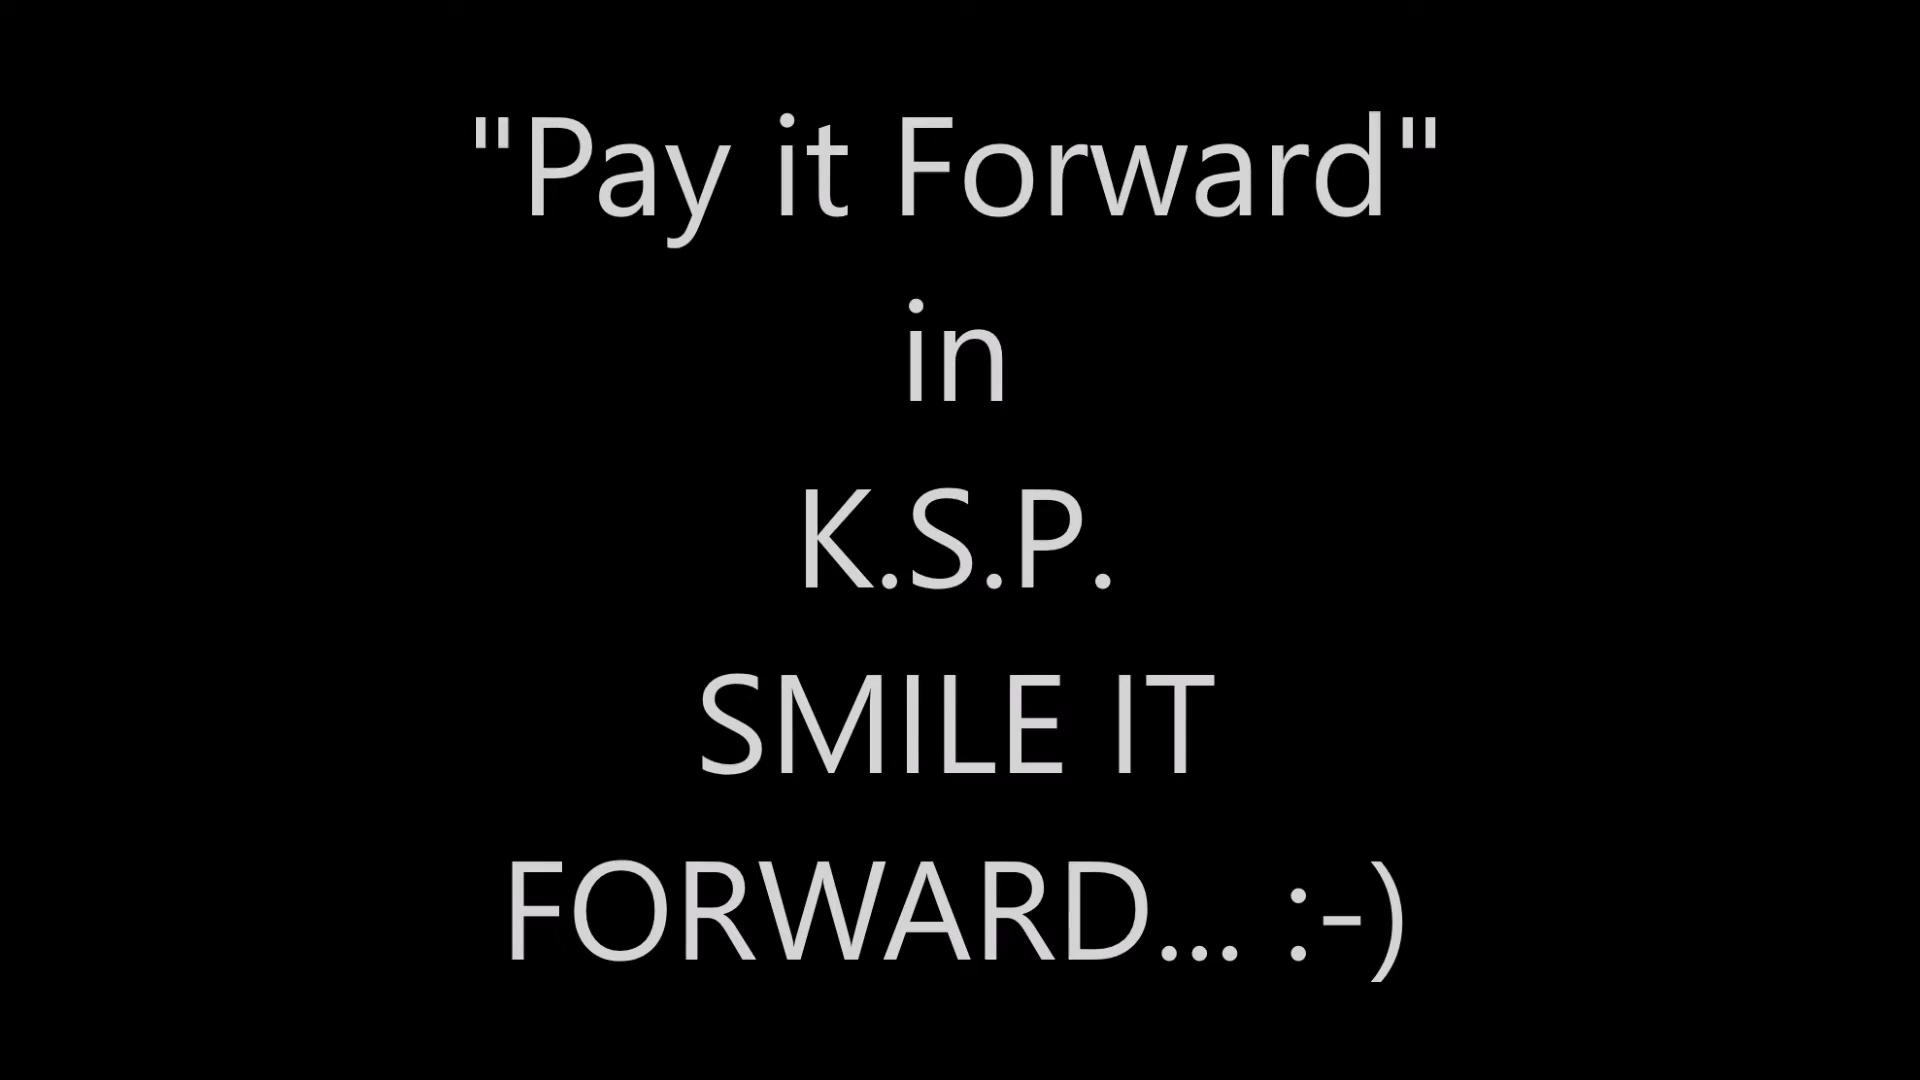 "Pay it Forward"
in
K.S.P.
SMILE IT
FORWARD... :-)